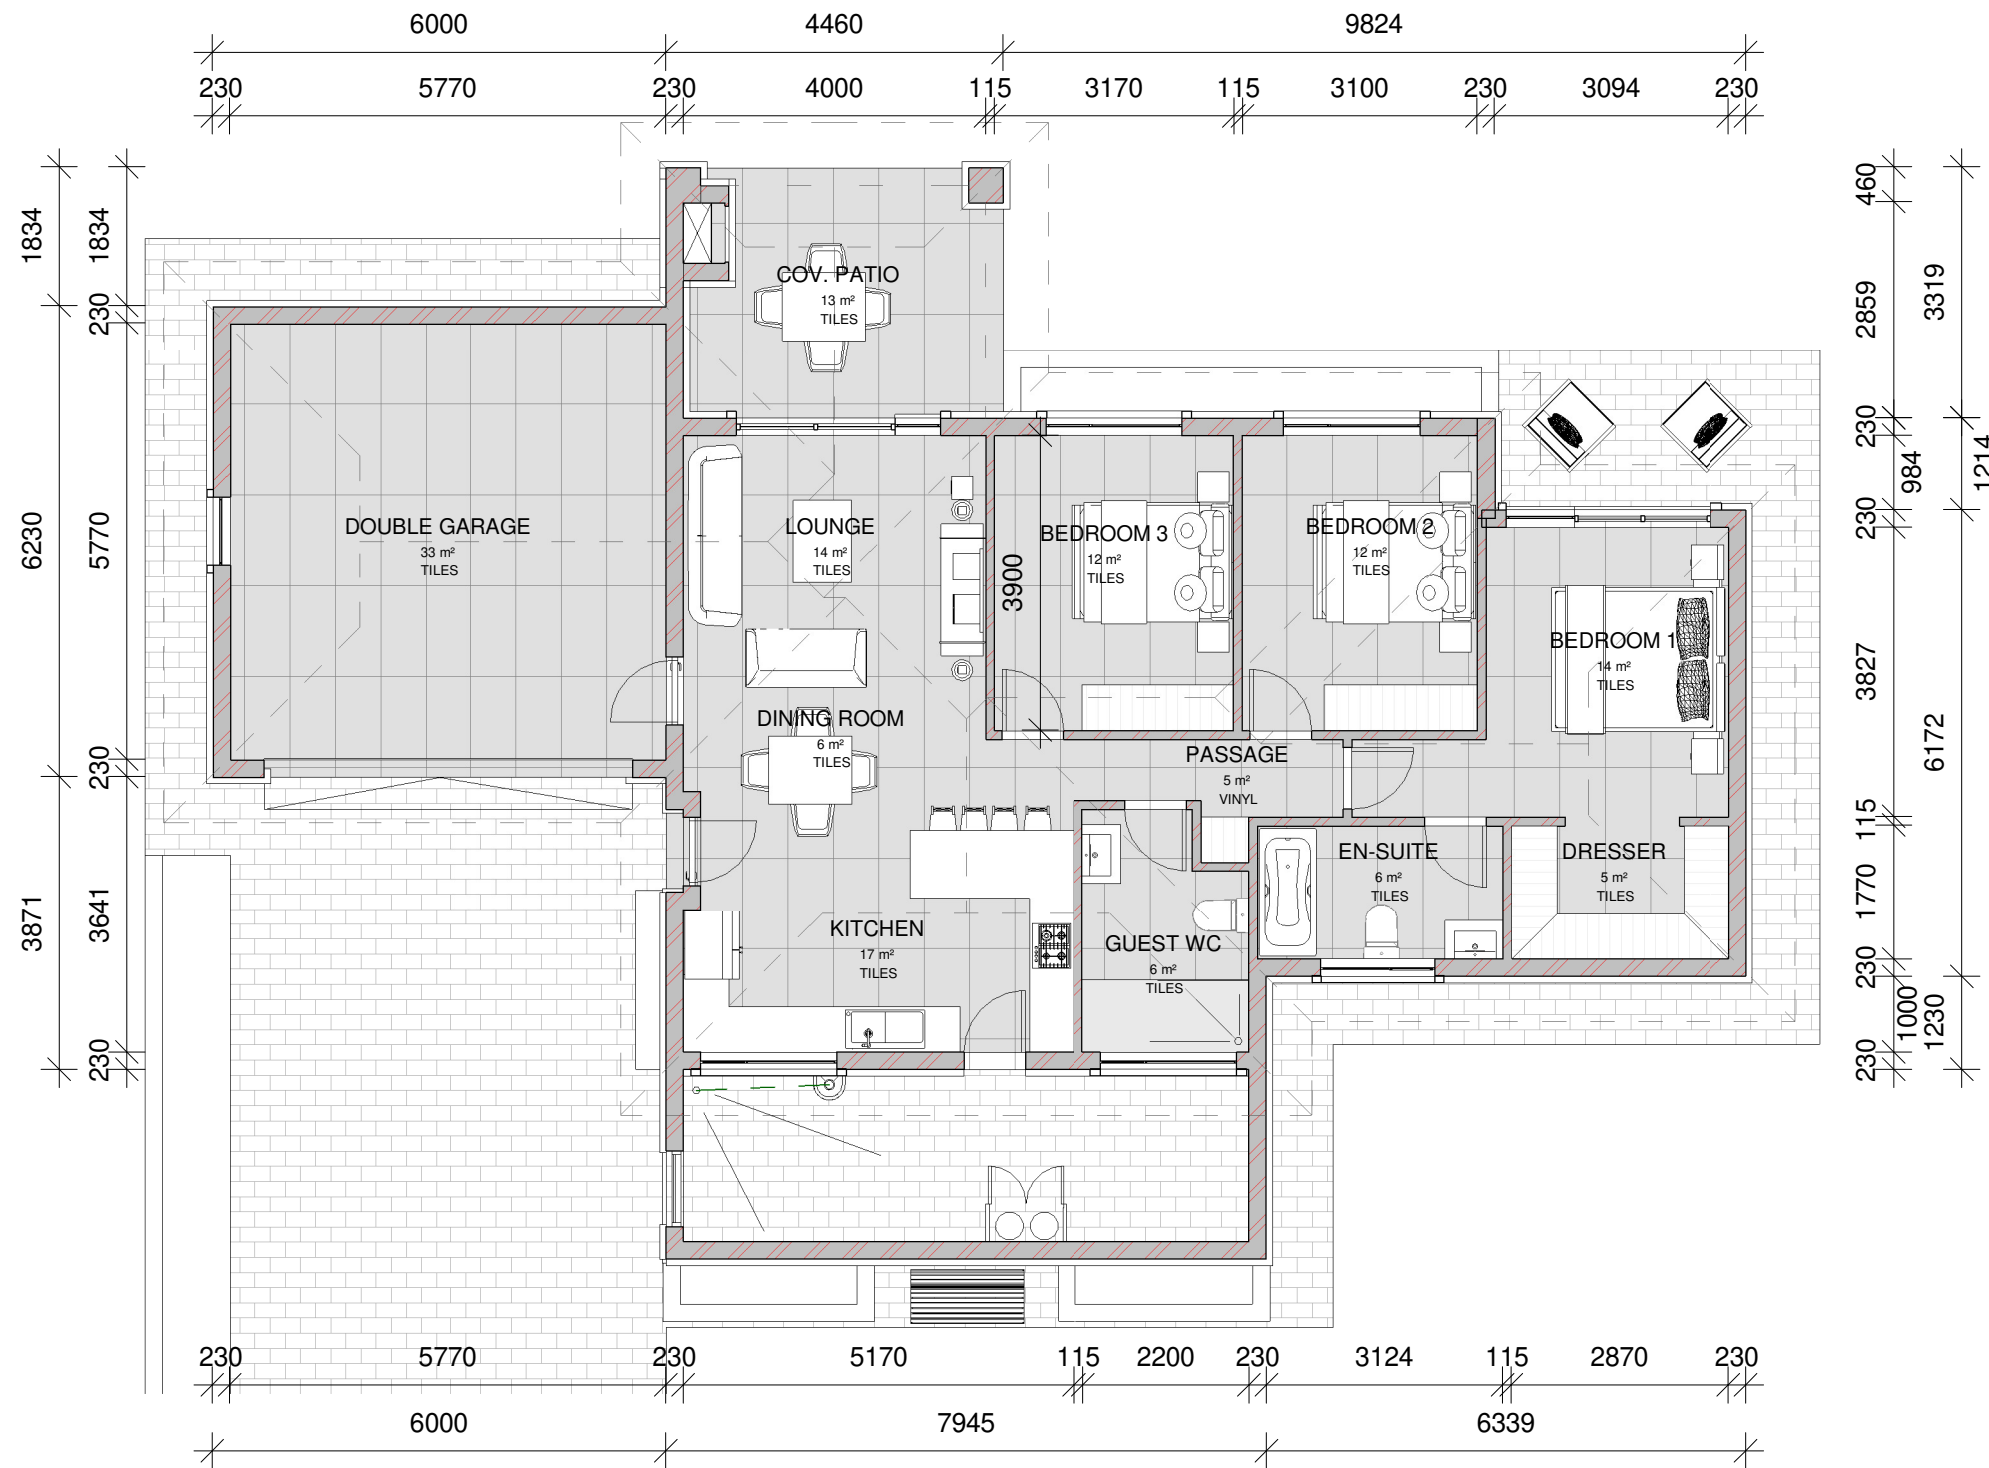 6000 4460 9824
230 5770 230 4000 115 3170 115 3100 230 3094 230
1834 6230 3871
1834 230 5770 230 3641 230
COV. PATIO
13 m²
TILES
DOUBLE GARAGE
33 m²
TILES
LOUNGE
14 m²
TILES
BEDROOM 3
12 m²
TILES
3900
BEDROOM 2
12 m²
TILES
BEDROOM 1
14 m²
TILES
DINING ROOM
6 m²
TILES
PASSAGE
5 m²
VINYL
EN-SUITE
6 m²
TILES
DRESSER
5 m²
TILES
KITCHEN
17 m²
TILES
GUEST WC
6 m²
TILES
460 2859 230 984 230 3827 115 1770 230 1000 230
3319 1214 6172 1230
230 5770 230 5170 115 2200 230 3124 115 2870 230
6000 7945 6339